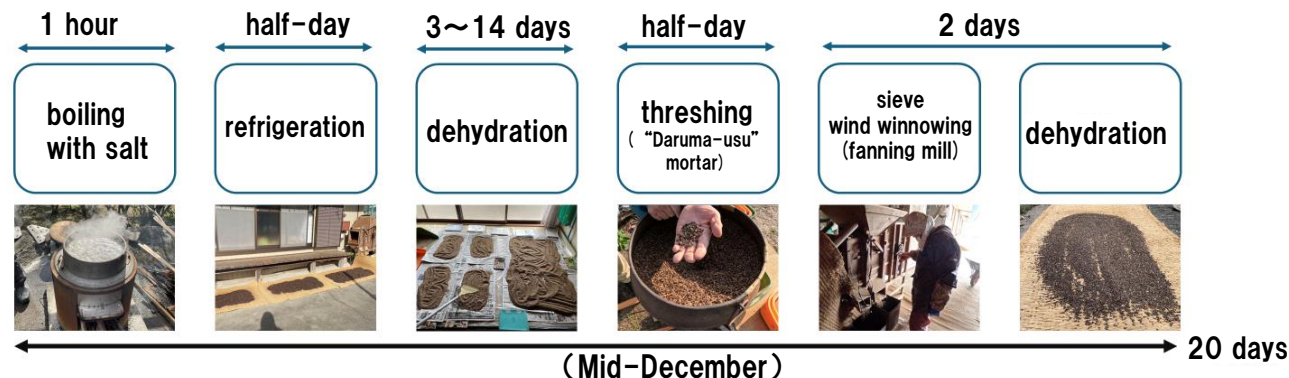 1 hour
half-day
3～14 days
half-day
2 days
boiling
with salt
refrigeration
dehydration
threshing
( “Daruma-usu”
mortar)
sieve
wind winnowing
(fanning mill)
dehydration
20 days
(Mid-December)